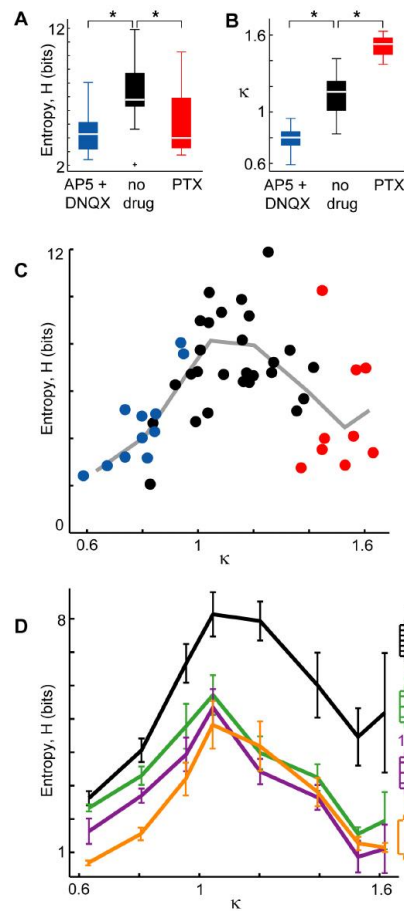 A
B
*
*
*
*
Entropy, H (bits)
12
2
κ
1.6
1
0.6
AP5 +
DNQX
no
drug
PTX
AP5 +
DNQX
no
drug
PTX
C
Entropy, H (bits)
12
0
0.6
1
1.6
κ
D
Entropy, H (bits)
8
1
0.6
1
1.6
κ
1